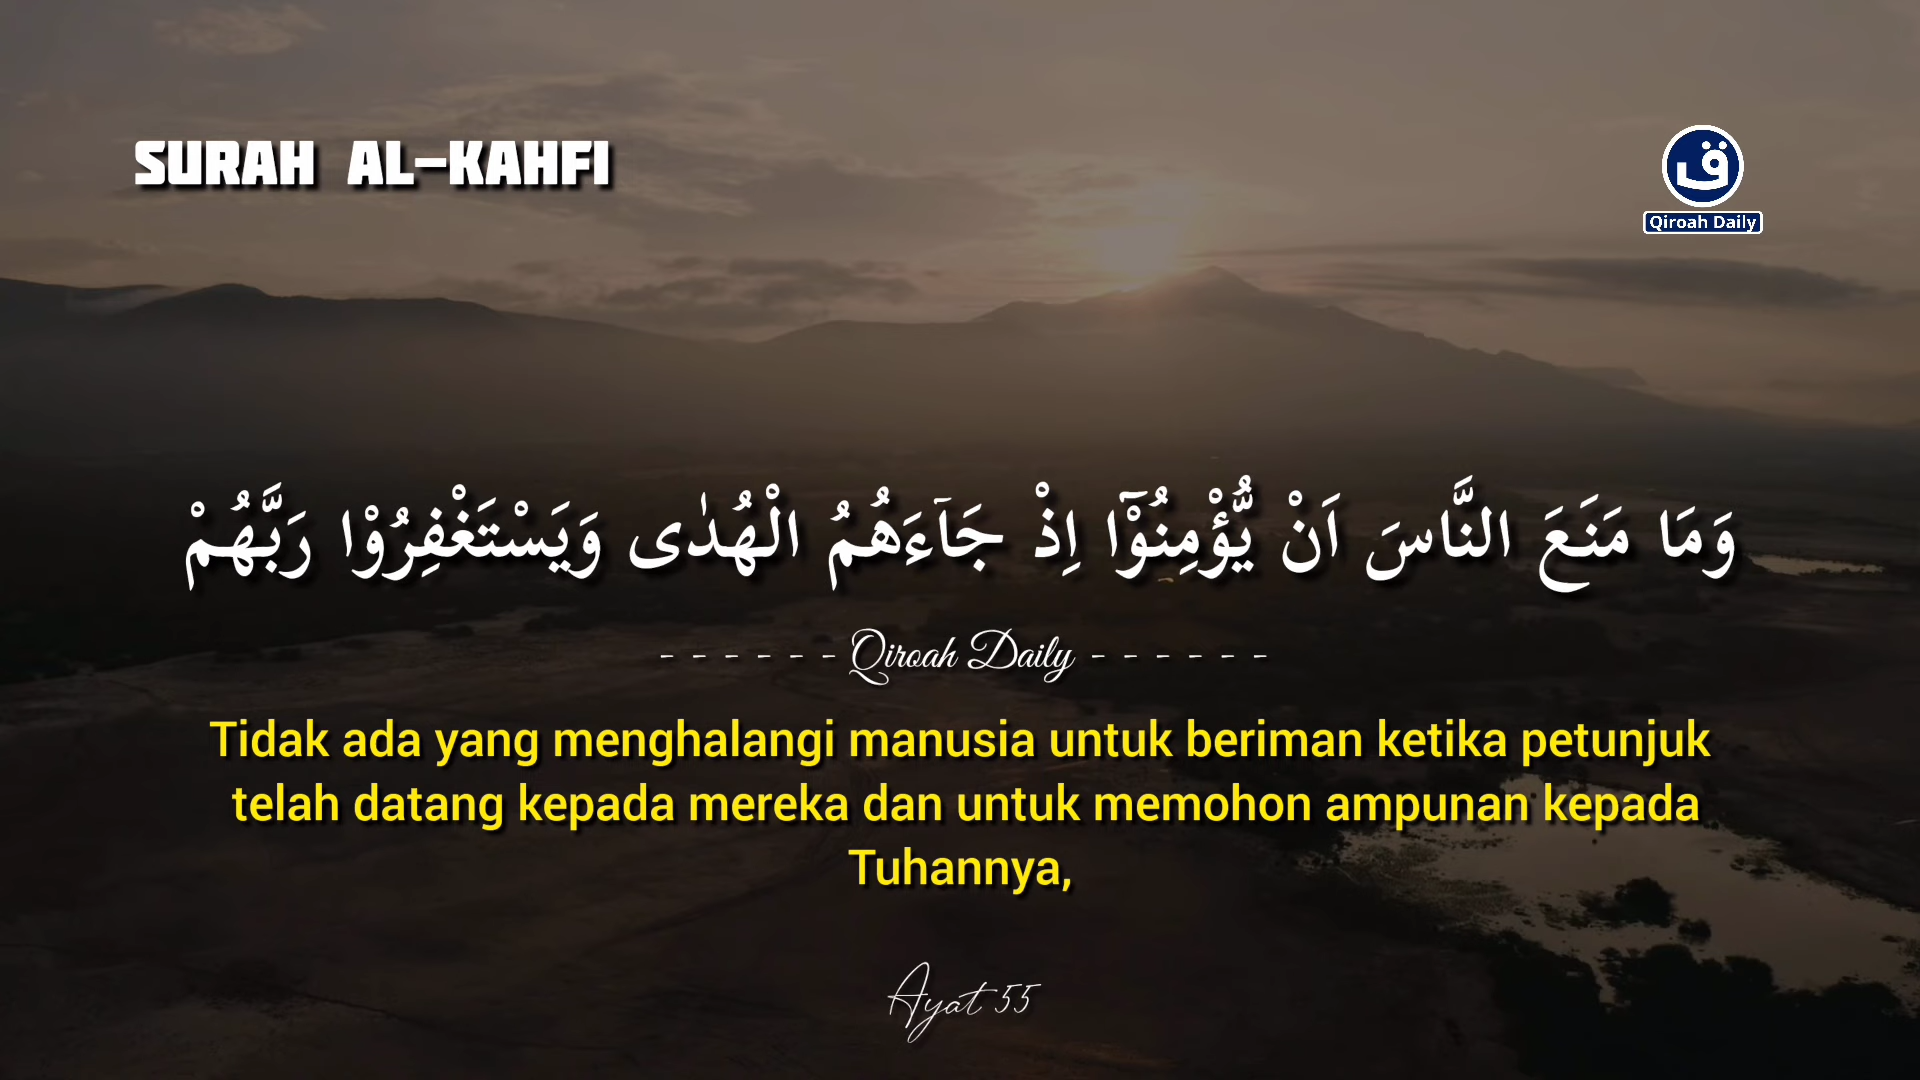 SURAH AL-KAHFI
ق
Qiroah Daily
وَمَا مَنَعَ النَّاسَ اَنْ يُّؤْمِنُوْٓا اِذْ جَاۤءَهُمُ الْهُدٰى وَيَسْتَغْفِرُوْا رَبَّهُمْ
- - - - - - Qiroah Daily - - - - - -
Tidak ada yang menghalangi manusia untuk beriman ketika petunjuk
telah datang kepada mereka dan untuk memohon ampunan kepada
Tuhannya,
Ayat 55